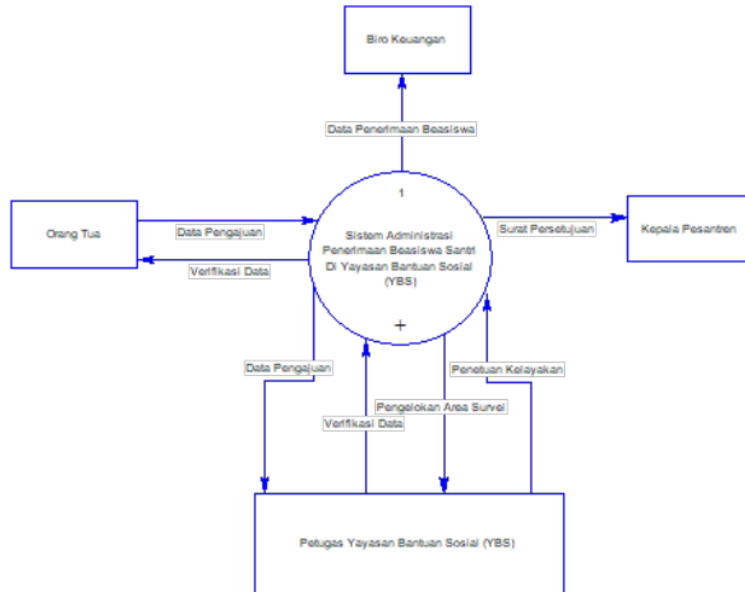 Biro Keuangan
Data Penerimaan Beasiswa
1
Orang Tua
Data Pengajuan
Sistem Administrasi
Penerimaan Beasiswa Santri
Di Yayasan Bantuan Sosial
(YBS)
Surat Persetujuan
Kepala Pesantren
Verifikasi Data
+
Data Pengajuan
Penetuan Kelayakan
Pengelokan Area Survei
Verifikasi Data
Petugas Yayasan Bantuan Sosial (YBS)